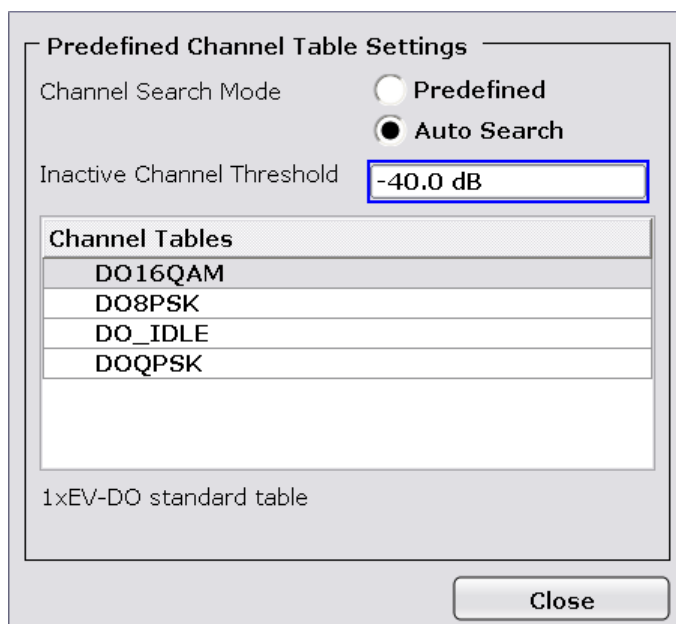 Predefined Channel Table Settings
Channel Search Mode
Predefined
Auto Search
Inactive Channel Threshold
-40.0 dB
Channel Tables
DO16QAM
DO8PSK
DO_IDLE
DOQPSK
1xEV-DO standard table
Close